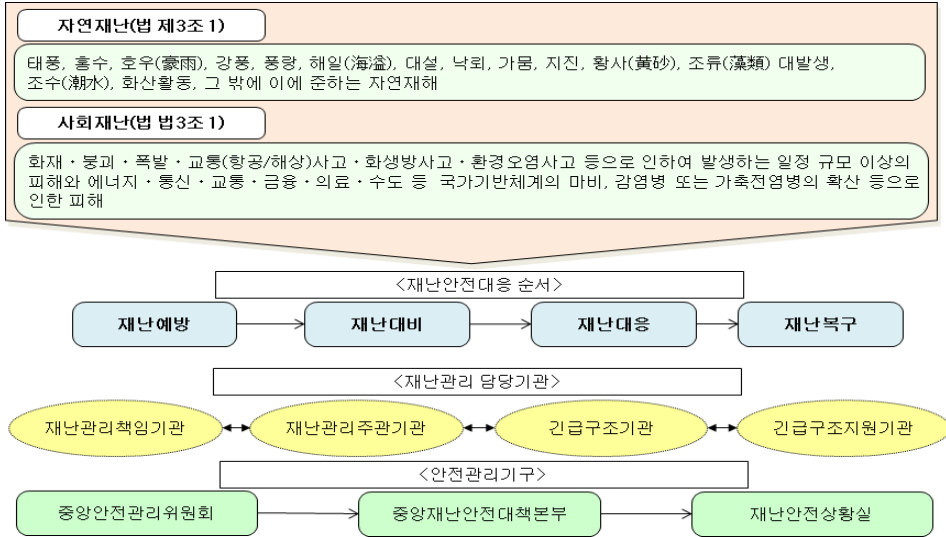 자연재난(법 제3조 1)
태풍, 홍수, 호우(豪雨), 강풍, 풍랑, 해일(海溢), 대설, 낙뢰, 가뭄, 지진, 황사(黄砂), 조류(藻類) 대발생,
조수(潮水), 화산활동, 그 밖에 이에 준하는 자연재해
사회재난(법 법3조 1)
화재・붕괴・폭발・교통(항공/해상)사고・화생방사고・환경오염사고 등으로 인하여 발생하는 일정 규모 이상의
피해와 에너지・통신・교통・금융・의료・수도 등 국가기반체계의 마비, 감염병 또는 가축전염병의 확산 등으로
인한 피해
<재난안전대응 순서>
재난예방 재난대비 재난대응 재난복구
<재난관리 담당기관>
재난관리책임기관 재난관리주관기관 긴급구조기관 긴급구조지원기관
<안전관리기구>
중앙안전관리위원회 중앙재난안전대책본부 재난안전상황실